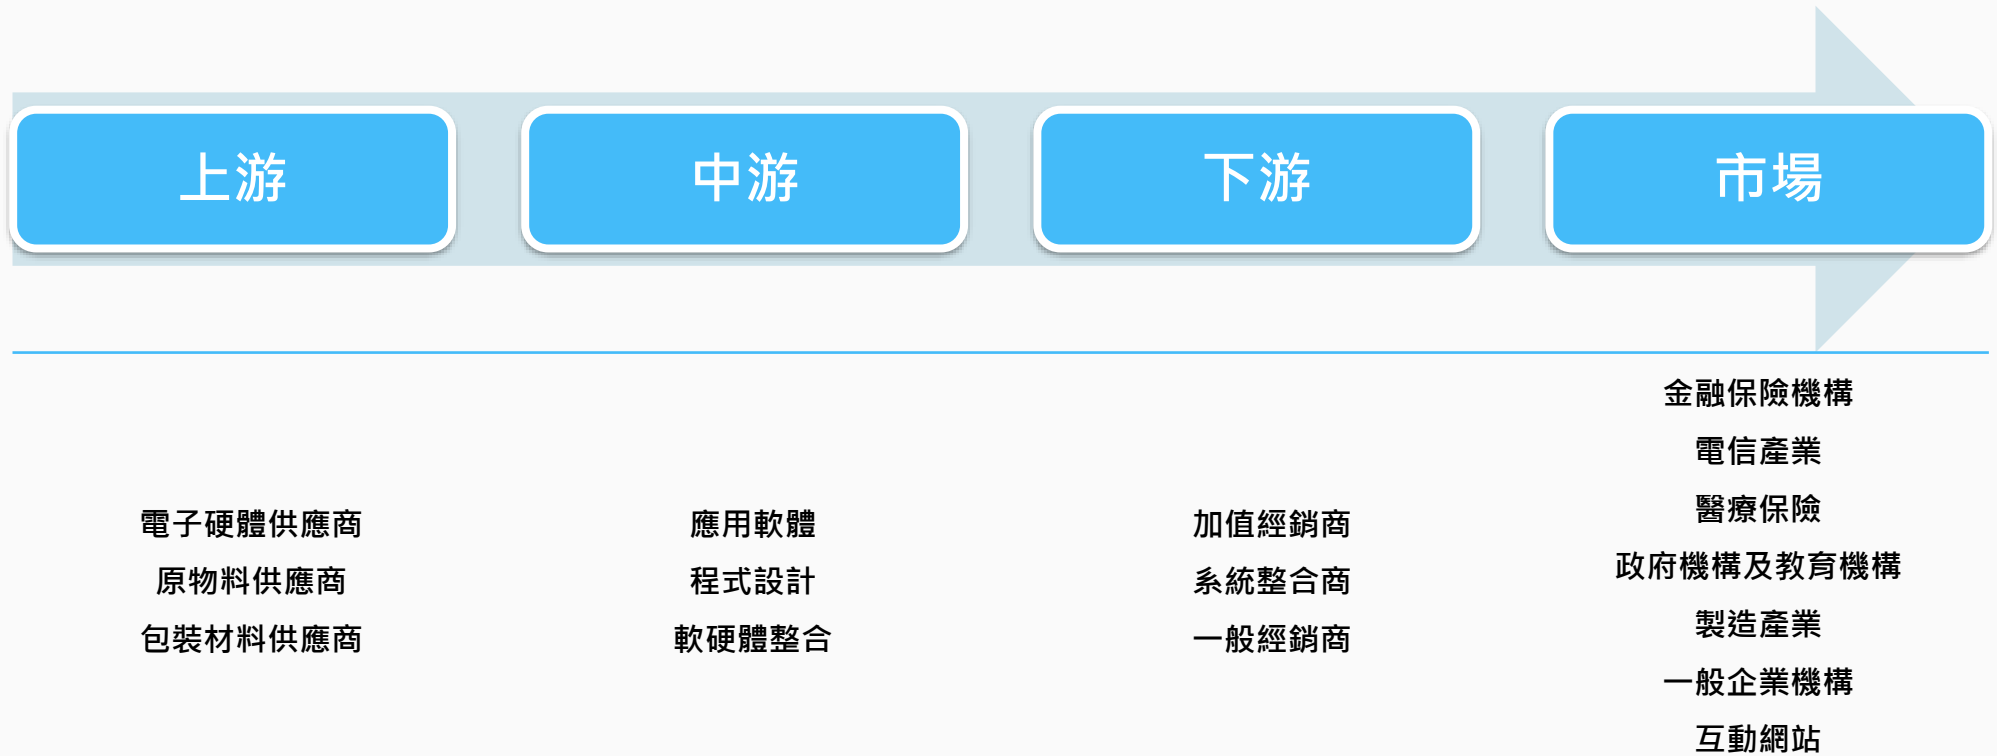 上游
中游
下游
市場
電子硬體供應商
原物料供應商
包裝材料供應商
應用軟體
程式設計
軟硬體整合
加值經銷商
系統整合商
一般經銷商
金融保險機構
電信產業
醫療保險
政府機構及教育機構
製造產業
一般企業機構
互動網站